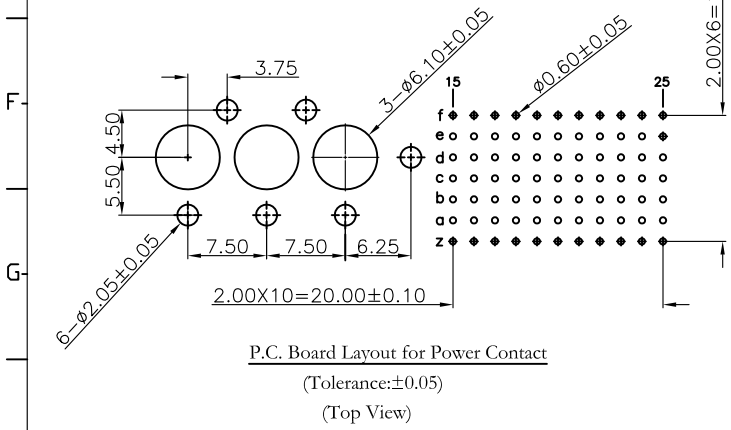 2.00X6=
3-ø6.10±0.05
ø0.60±0.05
3.75
15
25
F
f
e
d
c
b
a
z
4.50
5.50
7.50
7.50
6.25
G
6-ø2.05±0.05
2.00X10=20.00±0.10
P.C. Board Layout for Power Contact
(Tolerance:±0.05)
(Top View)